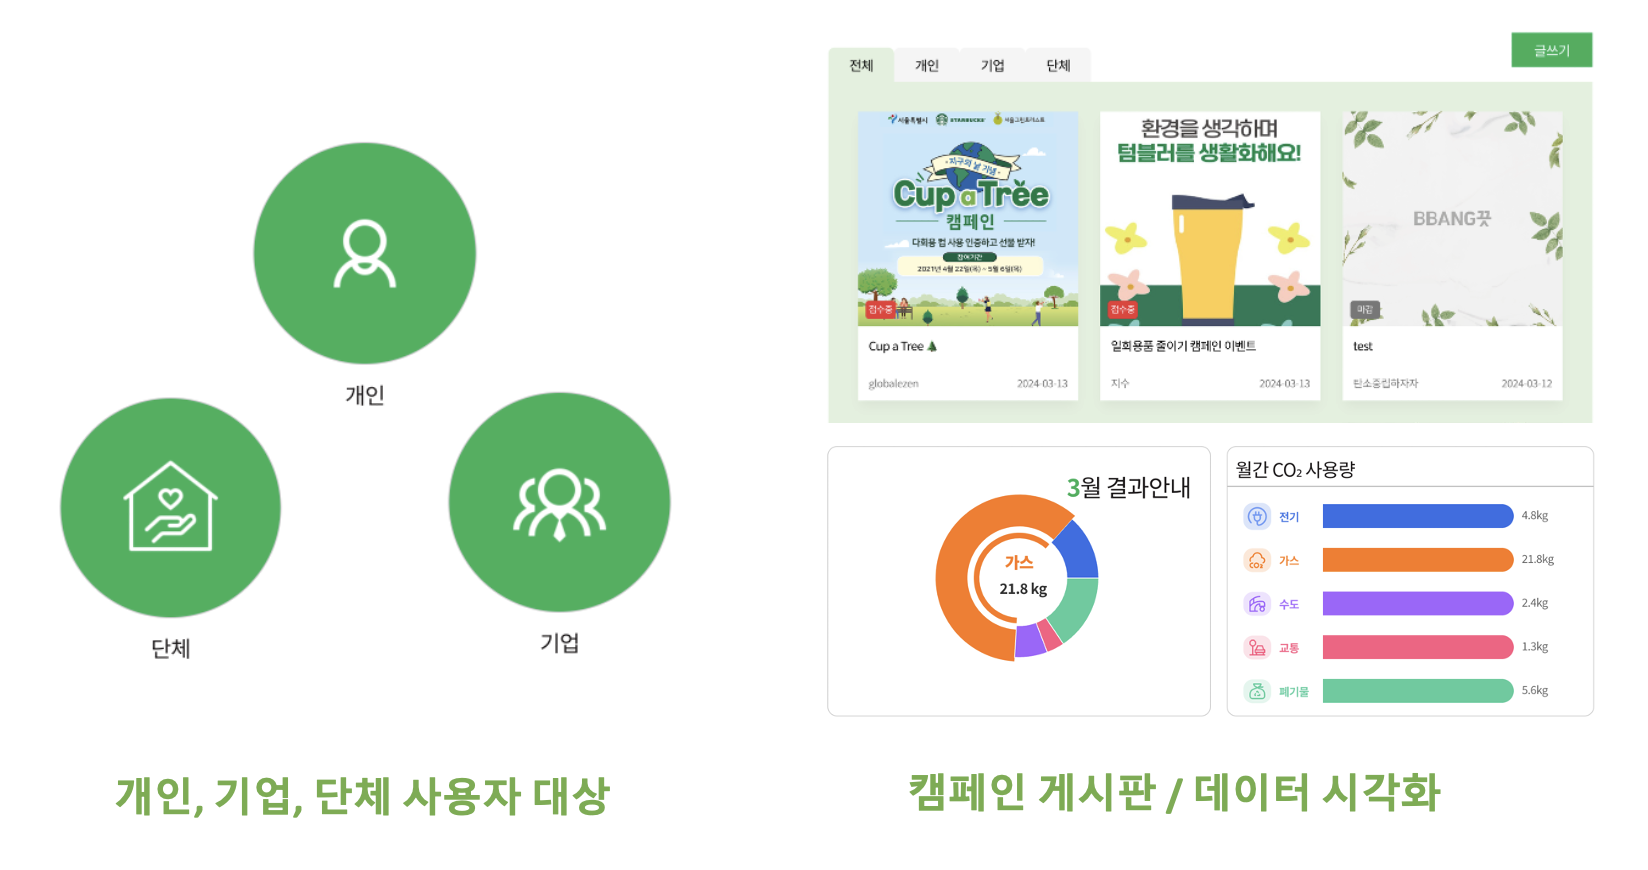 개인
단체
기업
개인, 기업, 단체 사용자 대상
글쓰기
전체
개인
기업
단체
서울특별시
STARBUCKS
서울그린트러스트
지구의 날 기념
Cup a Tree
캠페인
다회용 컵 사용 인증하고 선물 받자!
참여기간
2021년 4월 22일(목) ~ 5월 6일(목)
접수중
Cup a Tree 🌲
globalezen
2024-03-13
환경을 생각하며
텀블러를 생활화해요!
접수중
일회용품 줄이기 캠페인 이벤트
지수
2024-03-13
BBANG끗
마감
test
탄소중립하자자
2024-03-12
3월 결과안내
가스
21.8 kg
월간 CO₂ 사용량
전기
4.8kg
CO₂
가스
21.8kg
수도
2.4kg
교통
1.3kg
폐기물
5.6kg
캠페인 게시판 / 데이터 시각화